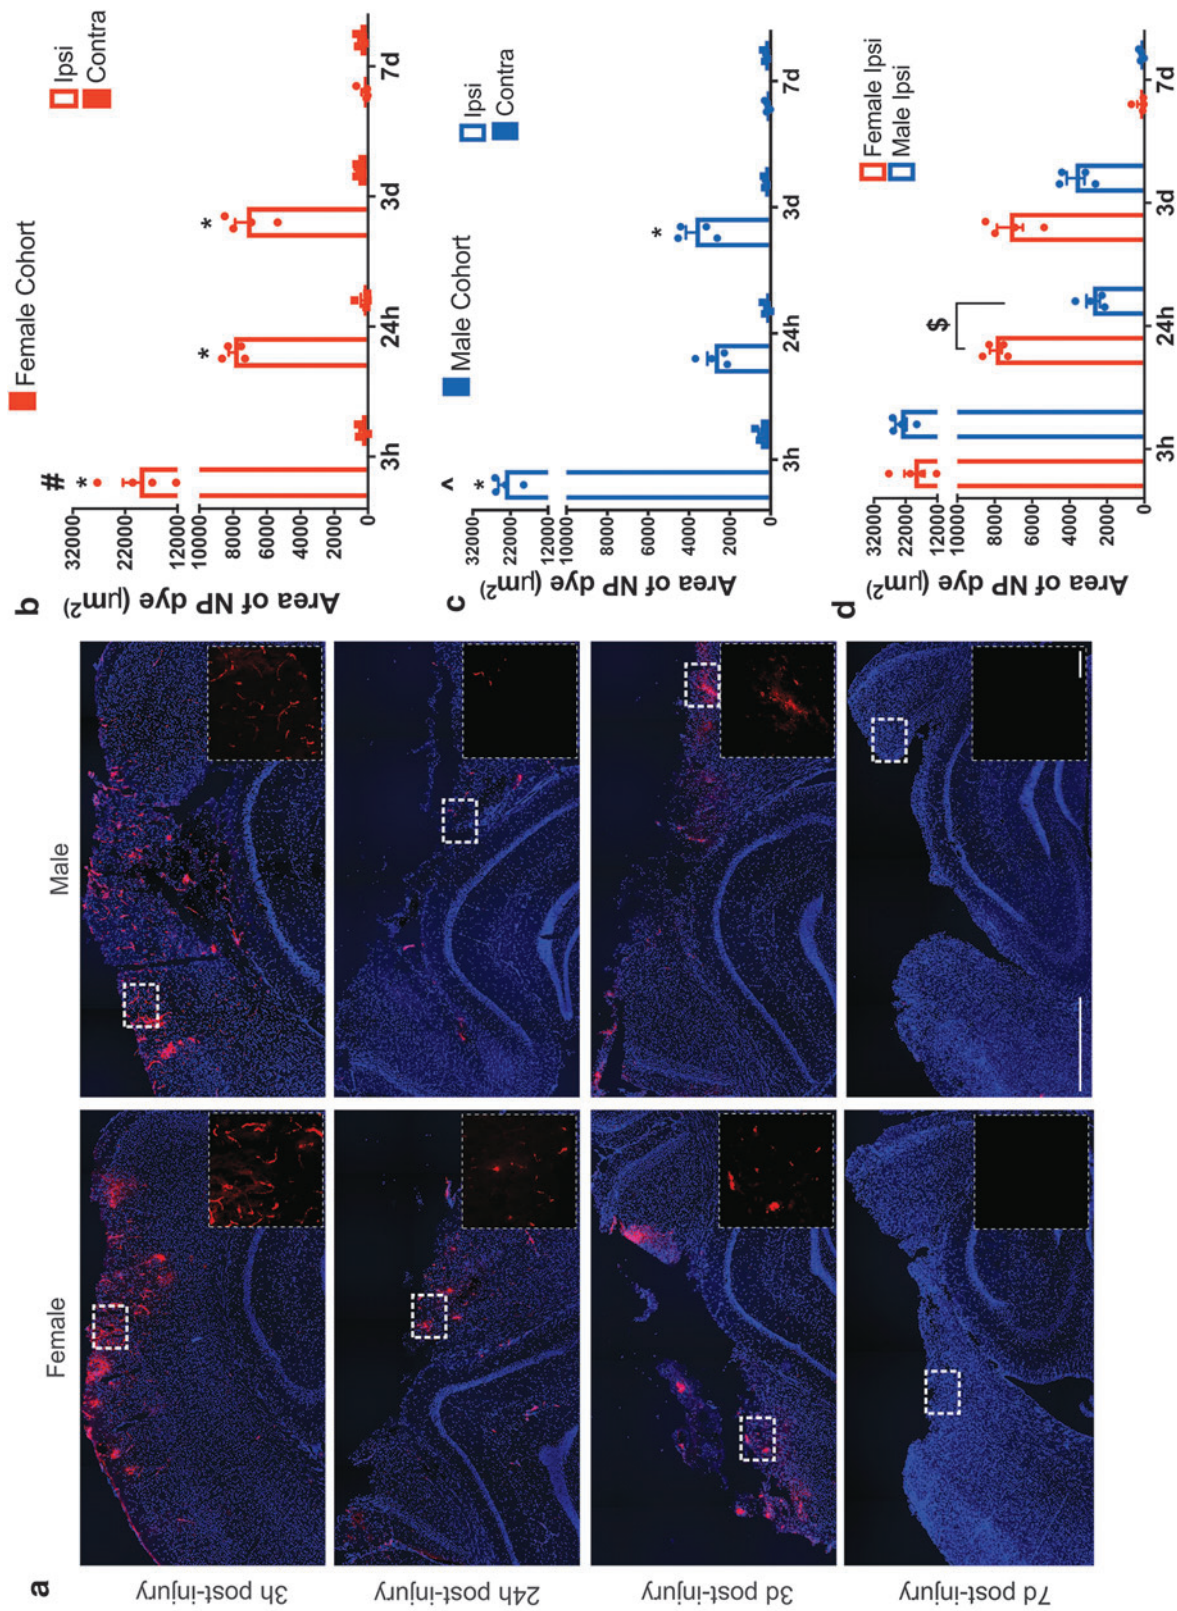 a
Female
Male
3h post-injury
24h post-injury
3d post-injury
7d post-injury
b
Female Cohort
Ipsi
Contra
Area of NP dye (μm²)
32000
22000
12000
10000
8000
6000
4000
2000
0
#
*
*
*
3h
24h
3d
7d
c
Male Cohort
Ipsi
Contra
Area of NP dye (μm²)
32000
22000
12000
10000
8000
6000
4000
2000
0
^
*
*
3h
24h
3d
7d
d
Female Ipsi
Male Ipsi
Area of NP dye (μm²)
32000
22000
12000
10000
8000
6000
4000
2000
0
$
3h
24h
3d
7d